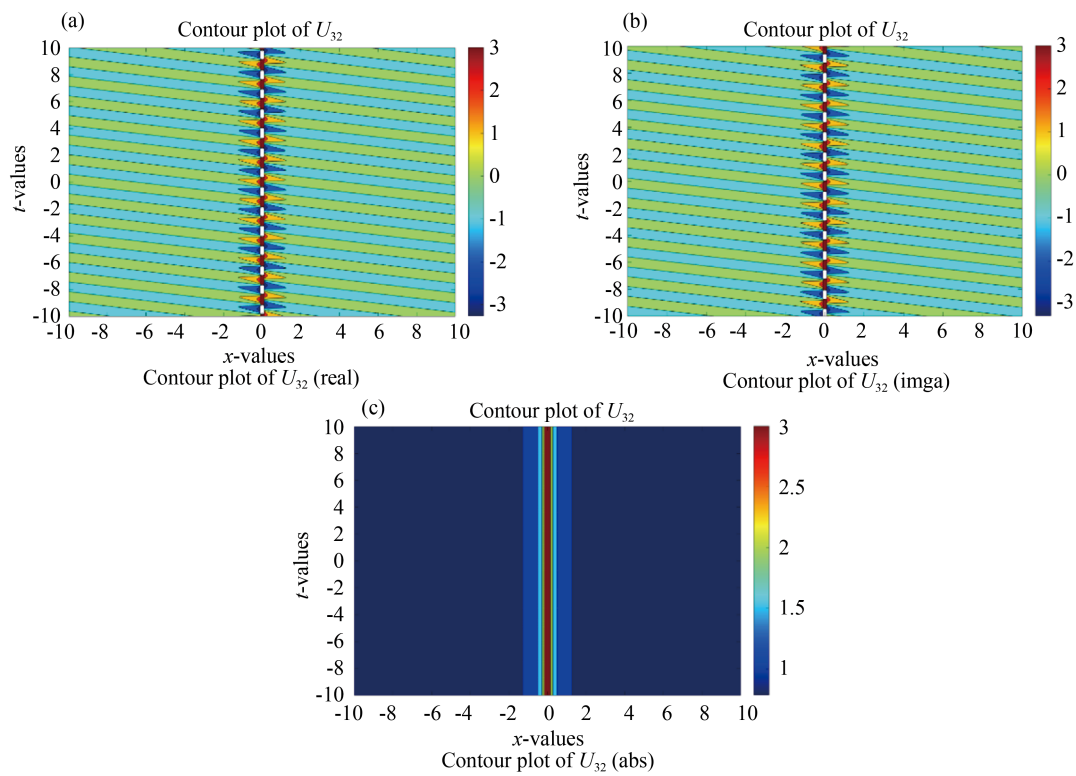 (a)
Contour plot of U32
t-values
10
8
6
4
2
0
-2
-4
-6
-8
-10
-10 -6 -4 -2 0 2 4 6 8 10
3
2
1
0
-1
-2
-3
x-values
Contour plot of U32 (real)
(b)
Contour plot of U32
t-values
10
8
6
4
2
0
-2
-4
-6
-8
-10
-10 -8 -6 -4 -2 0 2 4 6 8 10
3
2
1
0
-1
-2
-3
x-values
Contour plot of U32 (imga)
(c)
Contour plot of U32
t-values
10
8
6
4
2
0
-2
-4
-6
-8
-10
-10 -8 -6 -4 -2 0 2 4 6 8 10
3
2.5
2
1.5
1
x-values
Contour plot of U32 (abs)